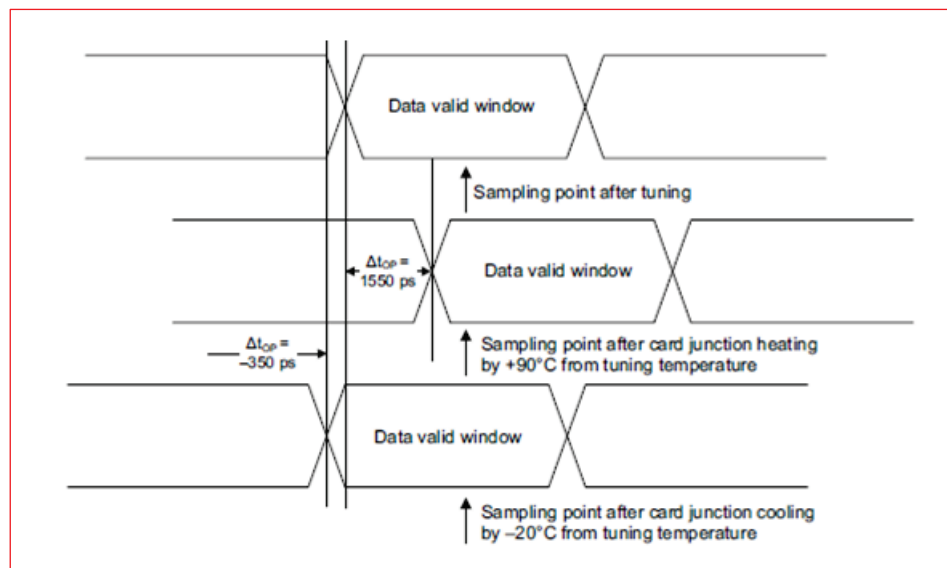 Data valid window
Sampling point after tuning
ΔtOP =
1550 ps
Data valid window
ΔtOP =
–350 ps
Sampling point after card junction heating
by +90°C from tuning temperature
Data valid window
Sampling point after card junction cooling
by –20°C from tuning temperature